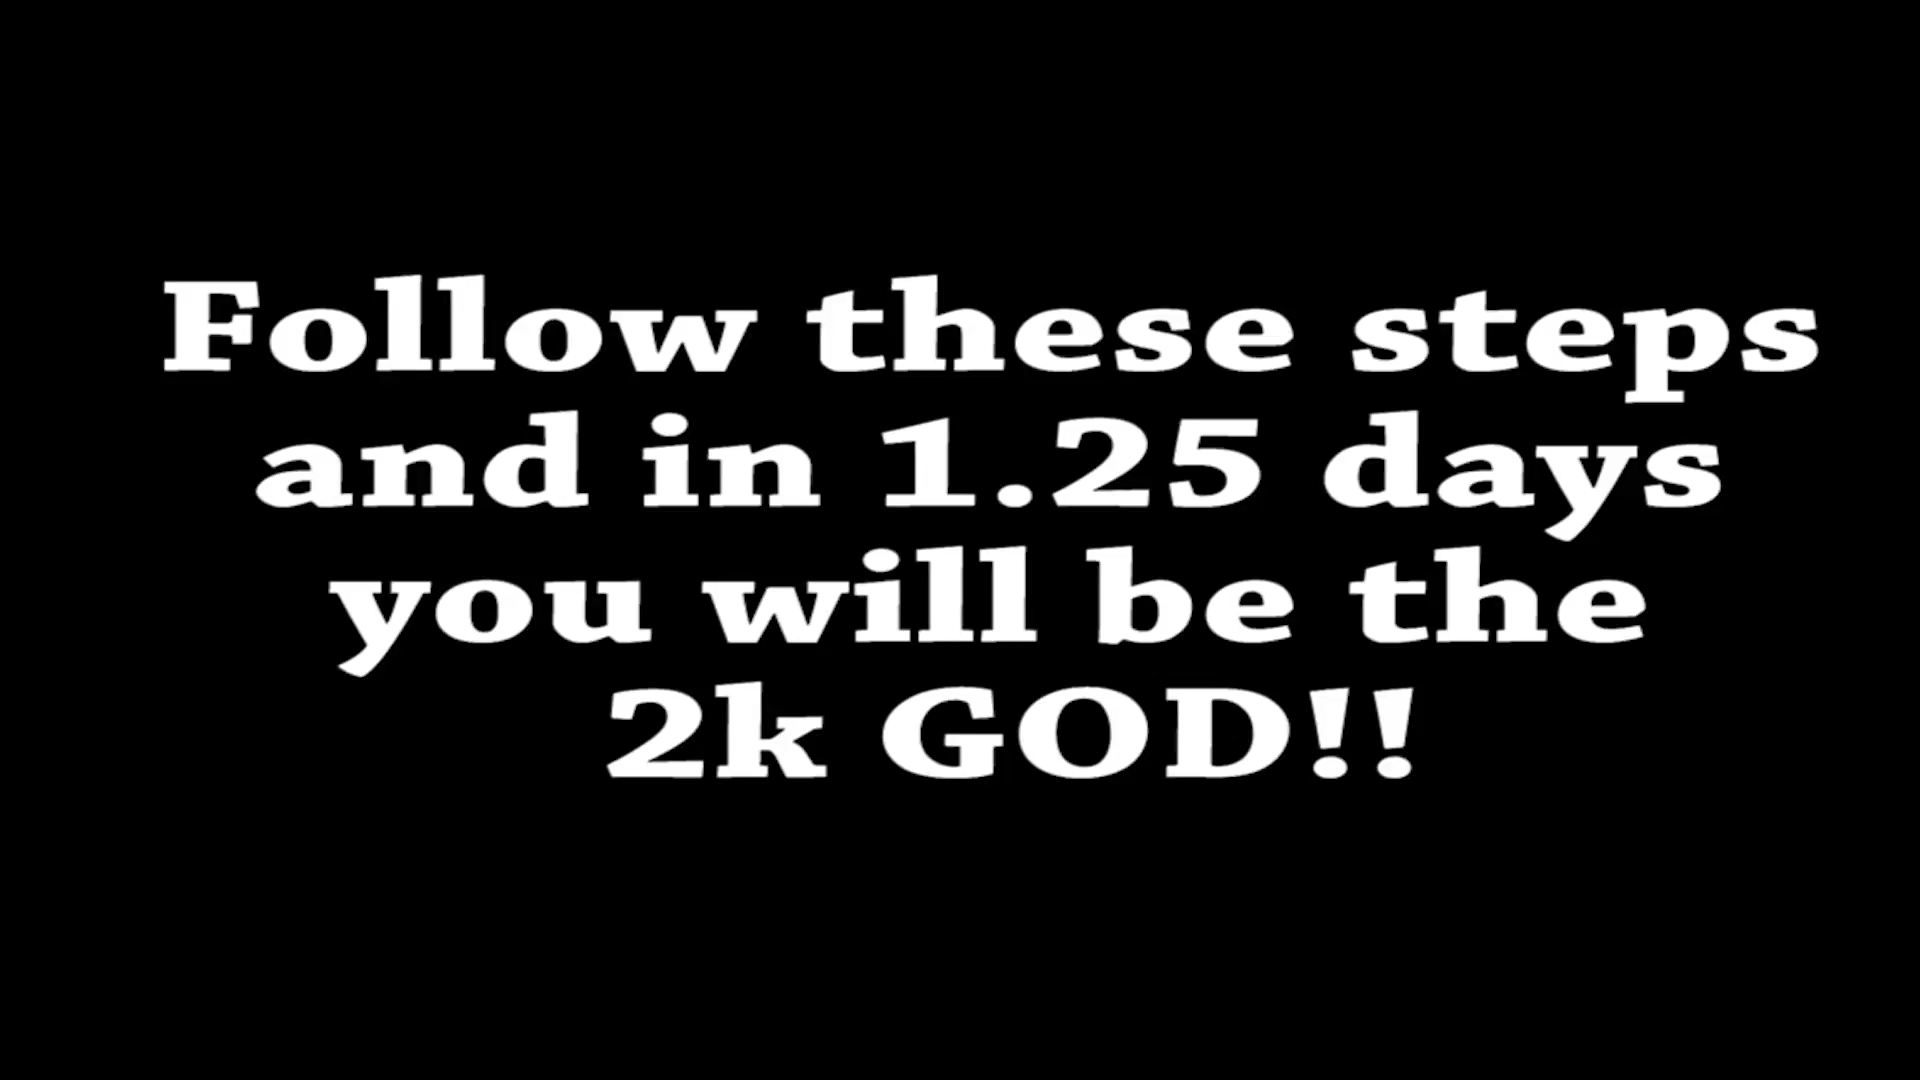 Follow these steps
and in 1.25 days
you will be the
2k GOD!!